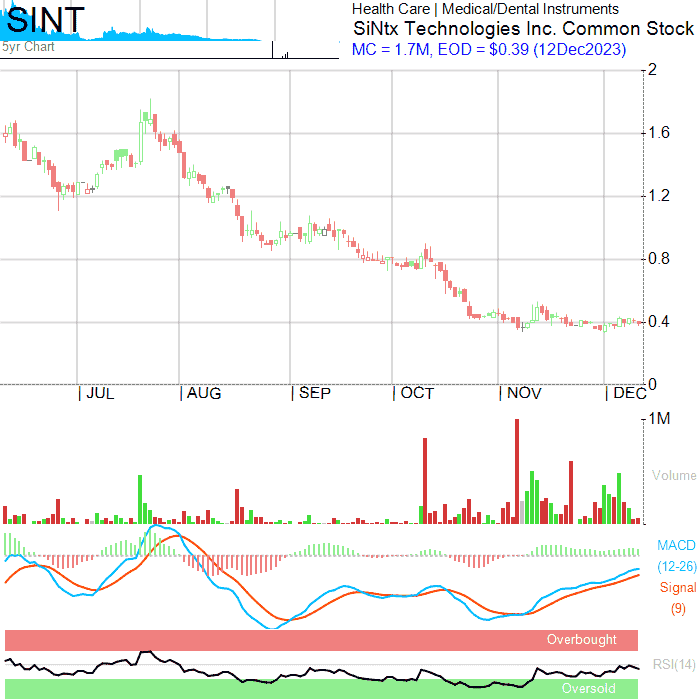 SINT
5yr Chart
Health Care | Medical/Dental Instruments
SiNtx Technologies Inc. Common Stock
MC = 1.7M, EOD = $0.39 (12Dec2023)
2
1.6
1.2
0.8
0.4
0
| JUL | AUG | SEP | OCT | NOV | DEC
1M
Volume
MACD
(12-26)
Signal
(9)
Overbought
RSI(14)
Oversold